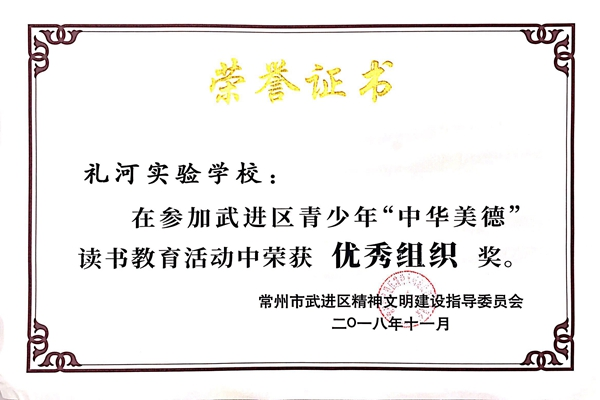 荣誉证书
礼河实验学校：
在参加武进区青少年“中华美德”
读书教育活动中荣获 优秀组织 奖。
常州市武进区精神文明建设指导委员会
二〇一八年十一月